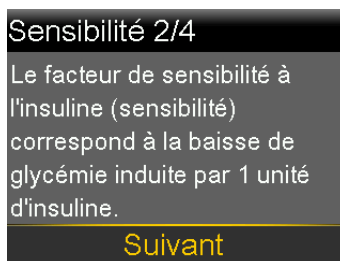 Sensibilité 2/4
Le facteur de sensibilité à
l'insuline (sensibilité)
correspond à la baisse de
glycémie induite par 1 unité
d'insuline.
Suivant